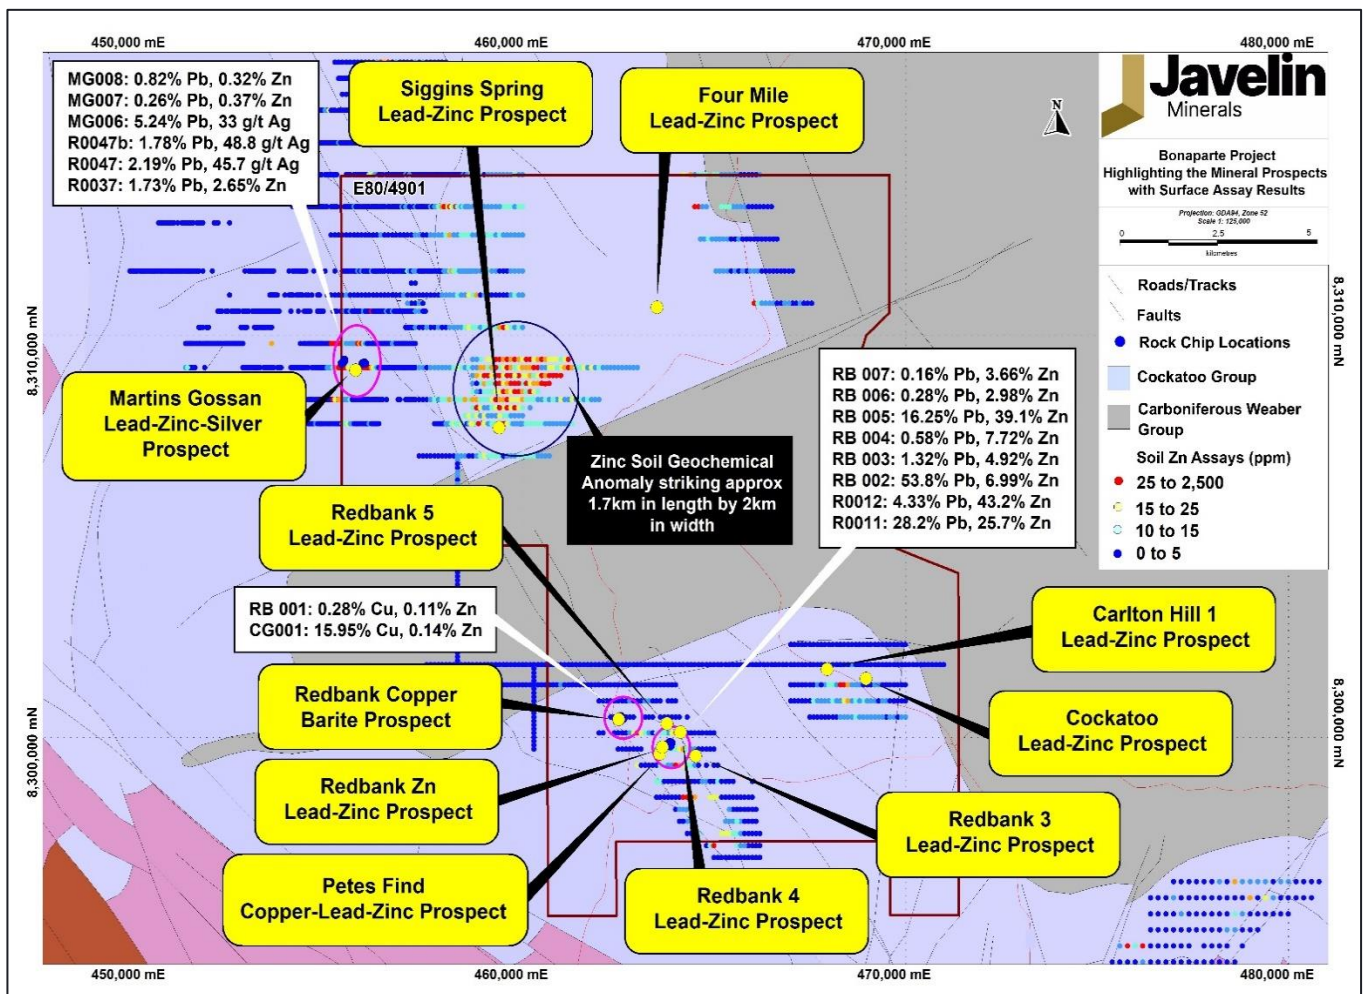 450,000 mE
460,000 mE
470,000 mE
480,000 mE
MG008: 0.82% Pb, 0.32% Zn
MG007: 0.26% Pb, 0.37% Zn
MG006: 5.24% Pb, 33 g/t Ag
R0047b: 1.78% Pb, 48.8 g/t Ag
R0047: 2.19% Pb, 45.7 g/t Ag
R0037: 1.73% Pb, 2.65% Zn
Siggins Spring
Lead-Zinc Prospect
Four Mile
Lead-Zinc Prospect
N
Javelin
Minerals
Bonaparte Project
Highlighting the Mineral Prospects
with Surface Assay Results
Projection: GDA94, Zone 52
Scale 1: 125,000
0
2.5
5
kilometres
Roads/Tracks
Faults
Rock Chip Locations
Cockatoo Group
Carboniferous Weaber
Group
Soil Zn Assays (ppm)
25 to 2,500
15 to 25
10 to 15
0 to 5
E80/4901
8,310,000 mN
8,310,000 mN
Martins Gossan
Lead-Zinc-Silver
Prospect
Zinc Soil Geochemical
Anomaly striking approx
1.7km in length by 2km
in width
RB 007: 0.16% Pb, 3.66% Zn
RB 006: 0.28% Pb, 2.98% Zn
RB 005: 16.25% Pb, 39.1% Zn
RB 004: 0.58% Pb, 7.72% Zn
RB 003: 1.32% Pb, 4.92% Zn
RB 002: 53.8% Pb, 6.99% Zn
R0012: 4.33% Pb, 43.2% Zn
R0011: 28.2% Pb, 25.7% Zn
Redbank 5
Lead-Zinc Prospect
RB 001: 0.28% Cu, 0.11% Zn
CG001: 15.95% Cu, 0.14% Zn
Carlton Hill 1
Lead-Zinc Prospect
Redbank Copper
Barite Prospect
Cockatoo
Lead-Zinc Prospect
8,300,000 mN
8,300,000 mN
Redbank Zn
Lead-Zinc Prospect
Redbank 3
Lead-Zinc Prospect
Petes Find
Copper-Lead-Zinc Prospect
Redbank 4
Lead-Zinc Prospect
450,000 mE
460,000 mE
470,000 mE
480,000 mE